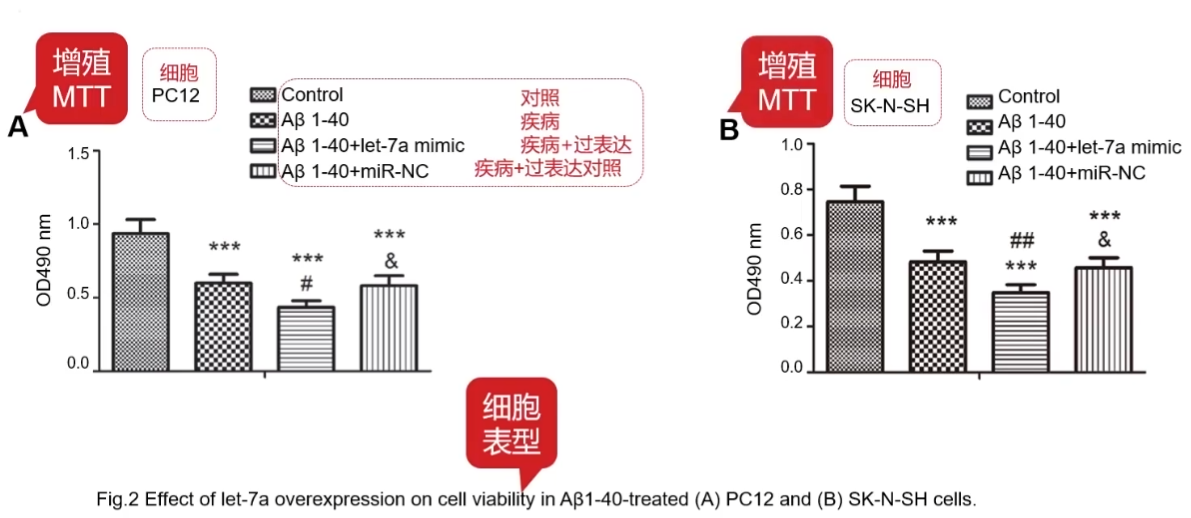 增殖
MTT
细胞
PC12
A
Control 对照
Aβ 1-40 疾病
Aβ 1-40+let-7a mimic 疾病+过表达
Aβ 1-40+miR-NC 疾病+过表达对照
1.5
1.0
0.5
0.0
OD490 nm
***
***
#
***
&
增殖
MTT
细胞
SK-N-SH
B
Control
Aβ 1-40
Aβ 1-40+let-7a mimic
Aβ 1-40+miR-NC
1.0
0.8
0.6
0.4
0.2
0.0
OD490 nm
***
##
***
***
&
细胞
表型
Fig.2 Effect of let-7a overexpression on cell viability in Aβ1-40-treated (A) PC12 and (B) SK-N-SH cells.